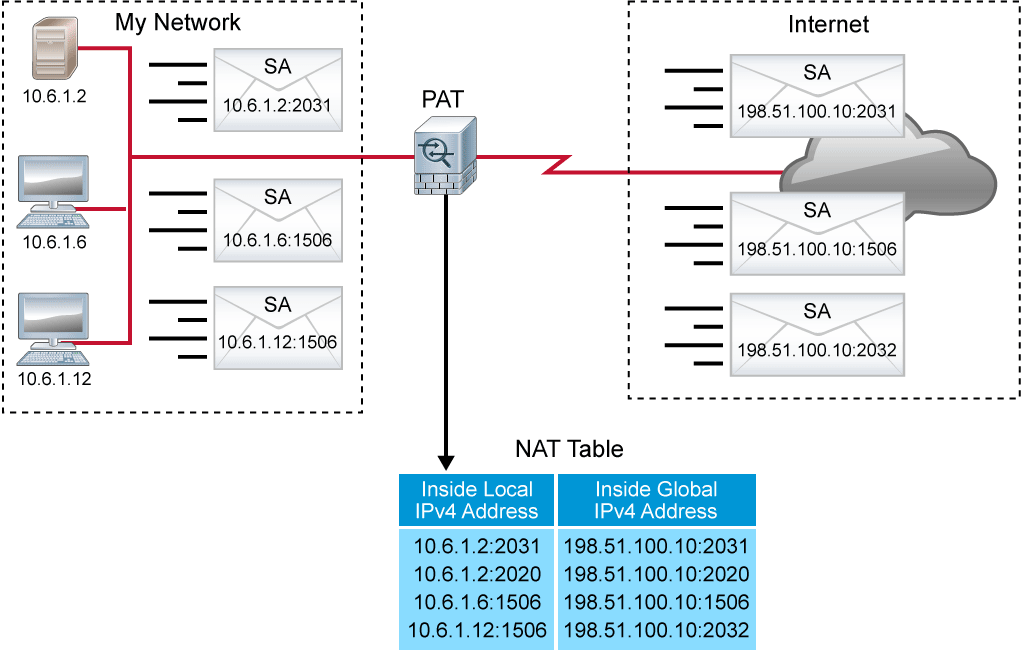 My Network
10.6.1.2
10.6.1.6
10.6.1.12
SA
10.6.1.2:2031
SA
10.6.1.6:1506
SA
10.6.1.12:1506
PAT
Internet
SA
198.51.100.10:2031
SA
198.51.100.10:1506
SA
198.51.100.10:2032
NAT Table
Inside Local
IPv4 Address
Inside Global
IPv4 Address
10.6.1.2:2031 198.51.100.10:2031
10.6.1.2:2020 198.51.100.10:2020
10.6.1.6:1506 198.51.100.10:1506
10.6.1.12:1506 198.51.100.10:2032